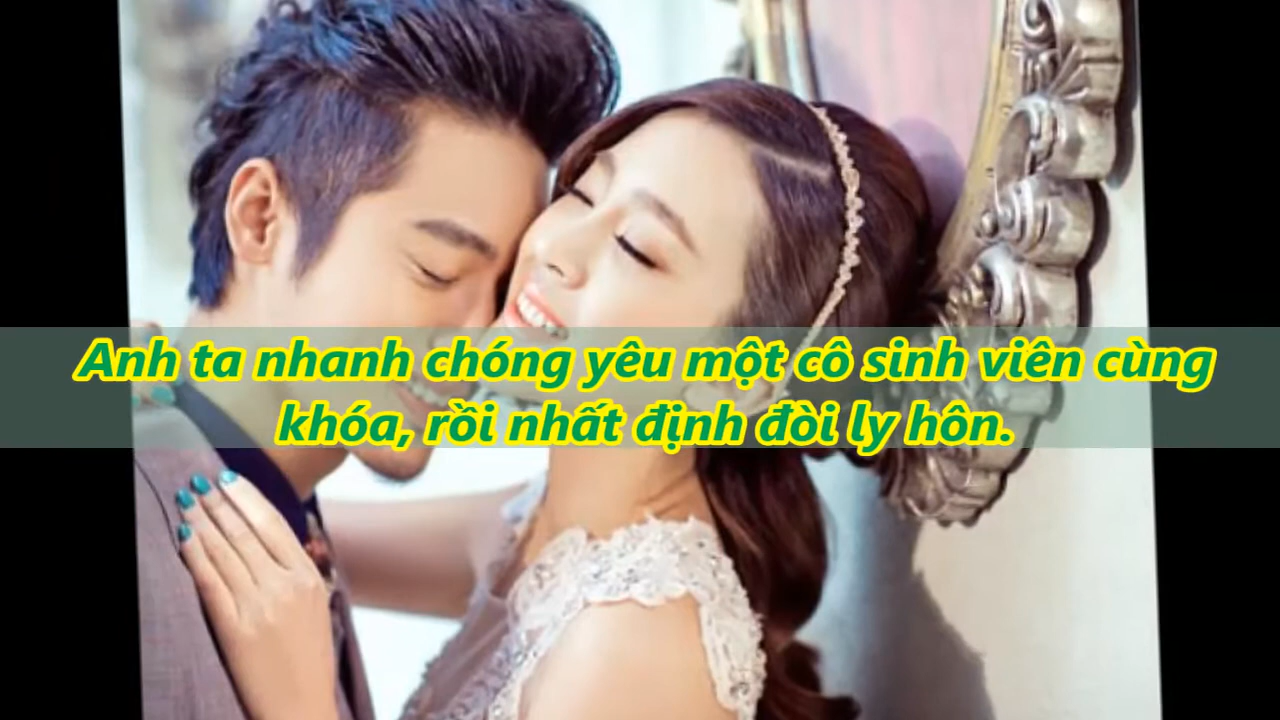 Anh ta nhanh chóng yêu một cô sinh viên cùng
khóa, rồi nhất định đòi ly hôn.